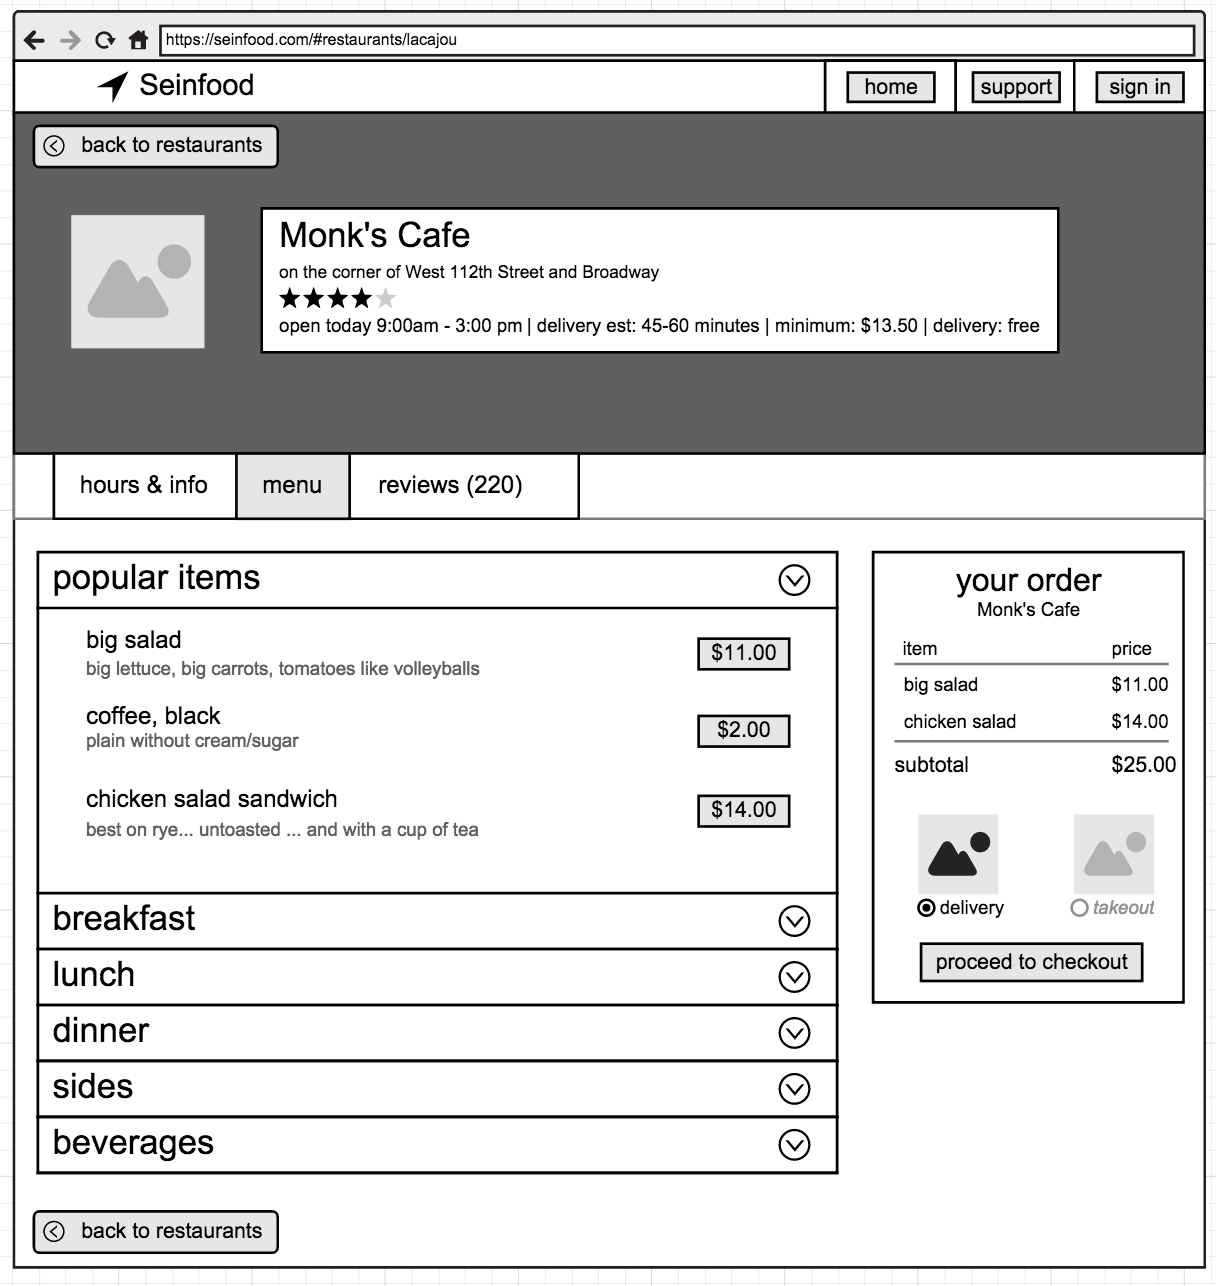 https://seinfood.com/#restaurants/lacajou
Seinfood
home
support
sign in
back to restaurants
Monk's Cafe
on the corner of West 112th Street and Broadway
open today 9:00am - 3:00 pm | delivery est: 45-60 minutes | minimum: $13.50 | delivery: free
hours & info
menu
reviews (220)
popular items
big salad
$11.00
big lettuce, big carrots, tomatoes like volleyballs
coffee, black
$2.00
plain without cream/sugar
chicken salad sandwich
$14.00
best on rye... untoasted ... and with a cup of tea
breakfast
lunch
dinner
sides
beverages
your order
Monk's Cafe
item price
big salad $11.00
chicken salad $14.00
subtotal $25.00
delivery
takeout
proceed to checkout
back to restaurants